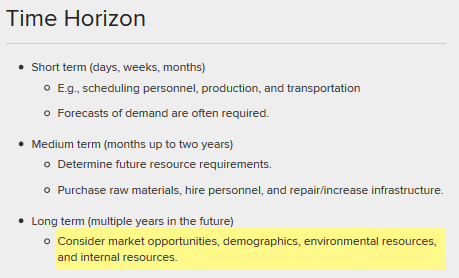 Time Horizon
• Short term (days, weeks, months)
○ E.g., scheduling personnel, production, and transportation
○ Forecasts of demand are often required.
• Medium term (months up to two years)
○ Determine future resource requirements.
○ Purchase raw materials, hire personnel, and repair/increase infrastructure.
• Long term (multiple years in the future)
○ Consider market opportunities, demographics, environmental resources,
and internal resources.